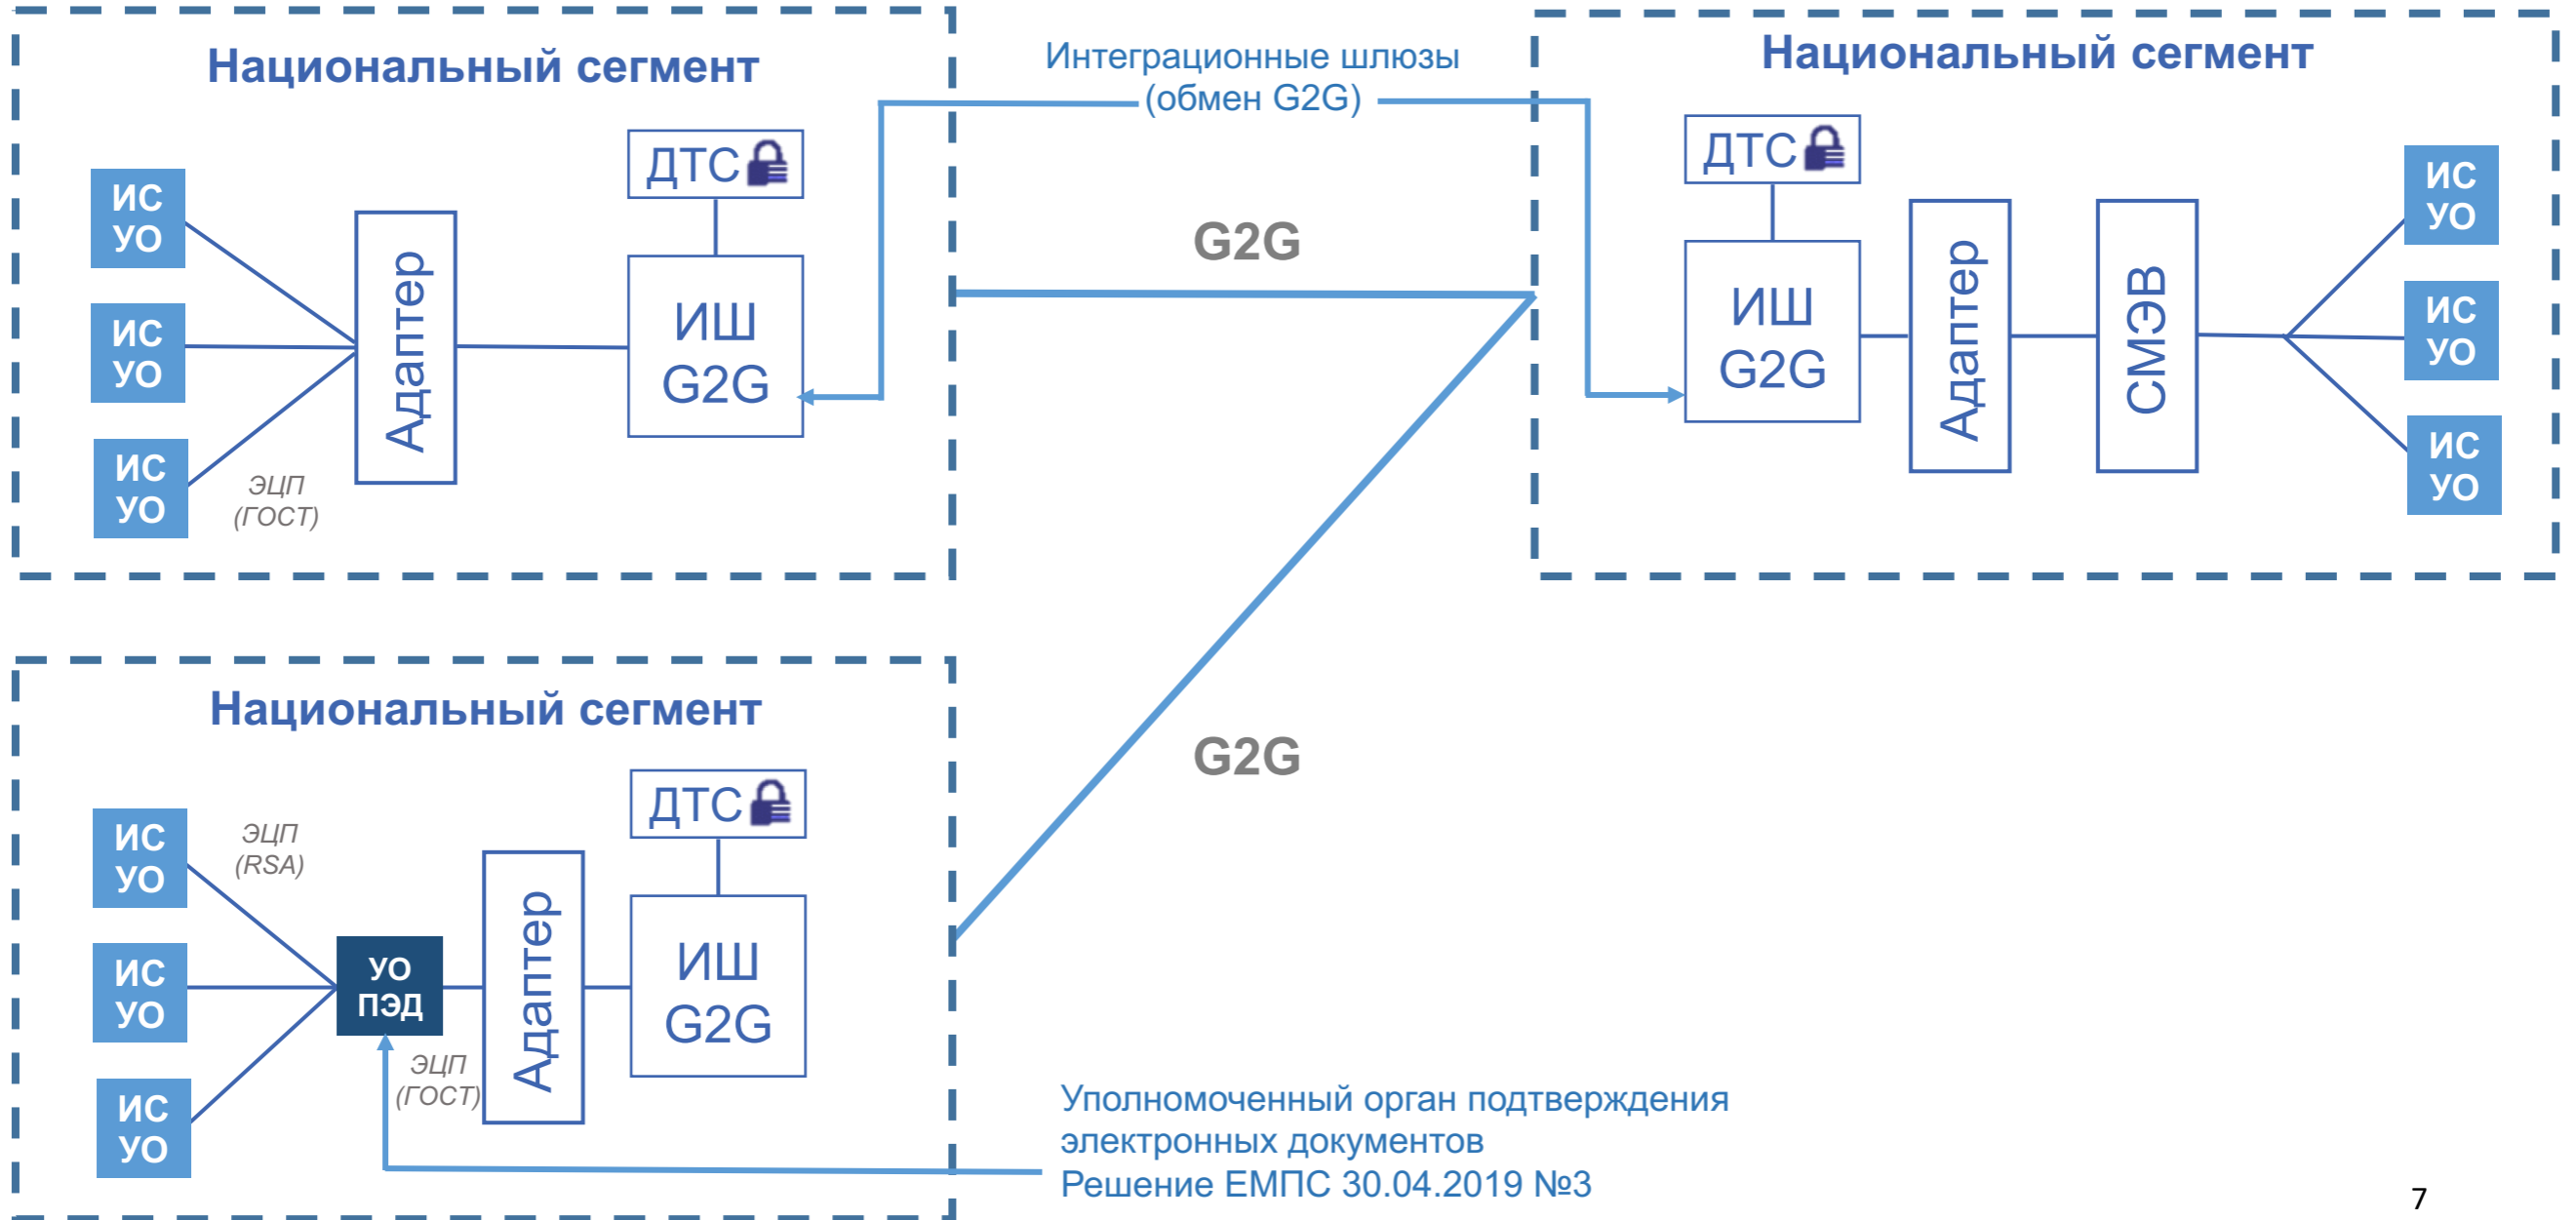 Национальный сегмент
ИС
УО
ИС
УО
ИС
УО
ЭЦП
(ГОСТ)
Адаптер
ДТС
ИШ
G2G
Интеграционные шлюзы
(обмен G2G)
G2G
Национальный сегмент
ДТС
ИШ
G2G
Адаптер
СМЭВ
ИС
УО
ИС
УО
ИС
УО
Национальный сегмент
ИС
УО
ИС
УО
ИС
УО
ЭЦП
(RSA)
УО
ПЭД
ЭЦП
(ГОСТ)
Адаптер
ДТС
ИШ
G2G
G2G
Уполномоченный орган подтверждения
электронных документов
Решение ЕМПС 30.04.2019 №3
7